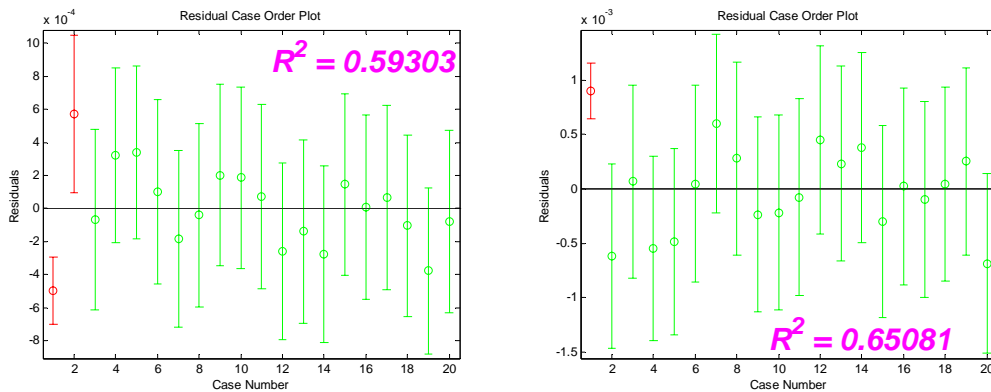 Residual Case Order Plot
x 10^-4
R^2 = 0.59303
10
8
6
4
2
0
-2
-4
-6
-8
Residuals
2 4 6 8 10 12 14 16 18 20
Case Number
Residual Case Order Plot
x 10^-3
1
0.5
0
-0.5
-1
-1.5
Residuals
R^2 = 0.65081
2 4 6 8 10 12 14 16 18 20
Case Number